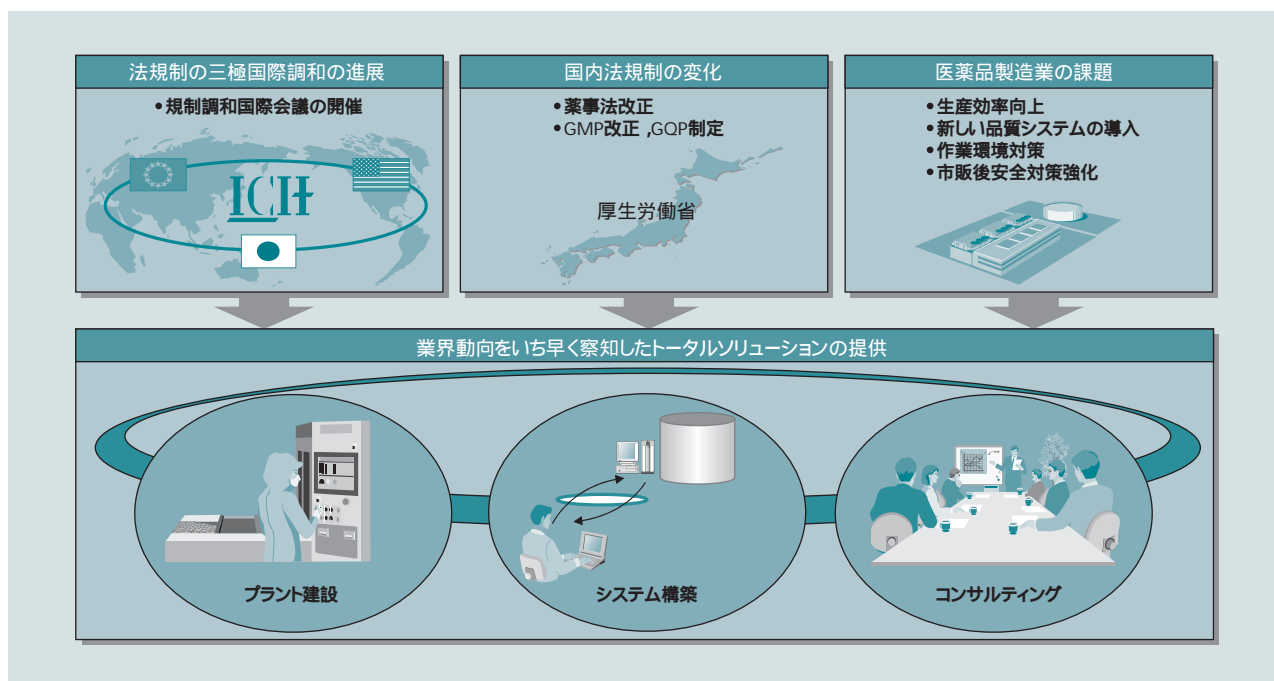 法規制の三極国際調和の進展
•規制調和国際会議の開催
ICH
国内法規制の変化
•薬事法改正
•GMP改正 ,GQP制定
厚生労働省
医薬品製造業の課題
•生産効率向上
•新しい品質システムの導入
•作業環境対策
•市販後安全対策強化
業界動向をいち早く察知したトータルソリューションの提供
プラント建設
システム構築
コンサルティング